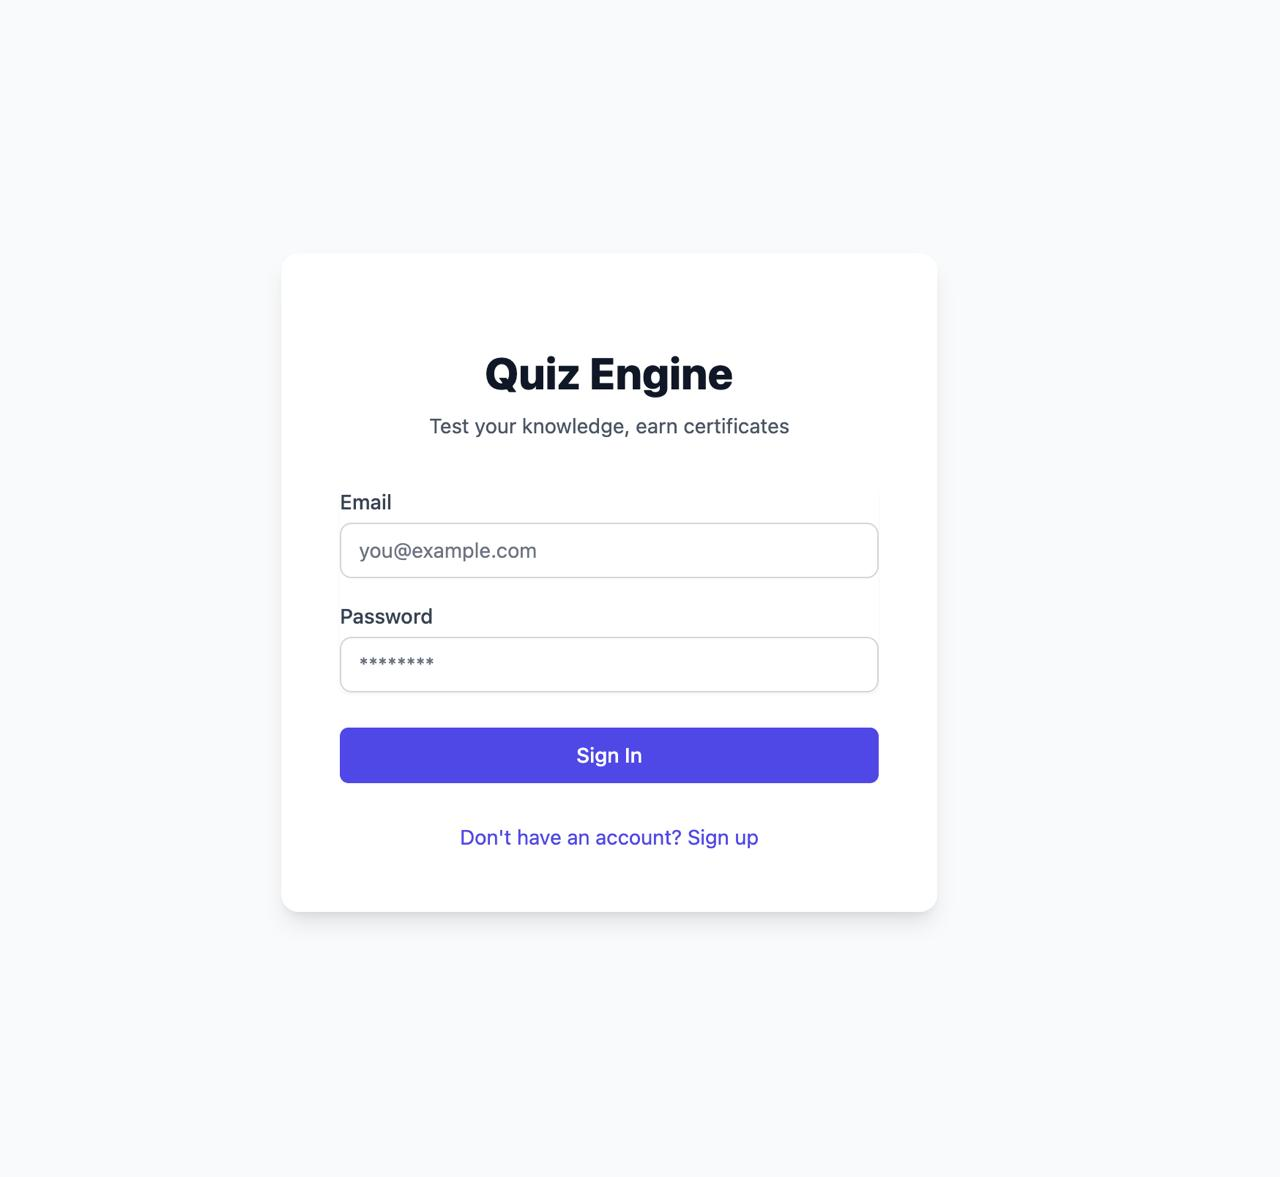 Quiz Engine
Test your knowledge, earn certificates
Email
you@example.com
Password
********
Sign In
Don't have an account? Sign up